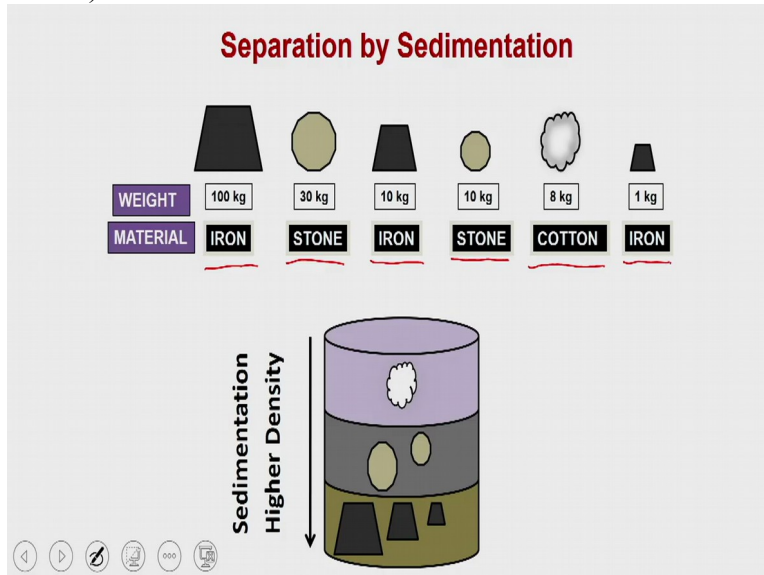 Separation by Sedimentation
WEIGHT 100 kg 30 kg 10 kg 10 kg 8 kg 1 kg
MATERIAL IRON STONE IRON STONE COTTON IRON
Sedimentation
Higher Density